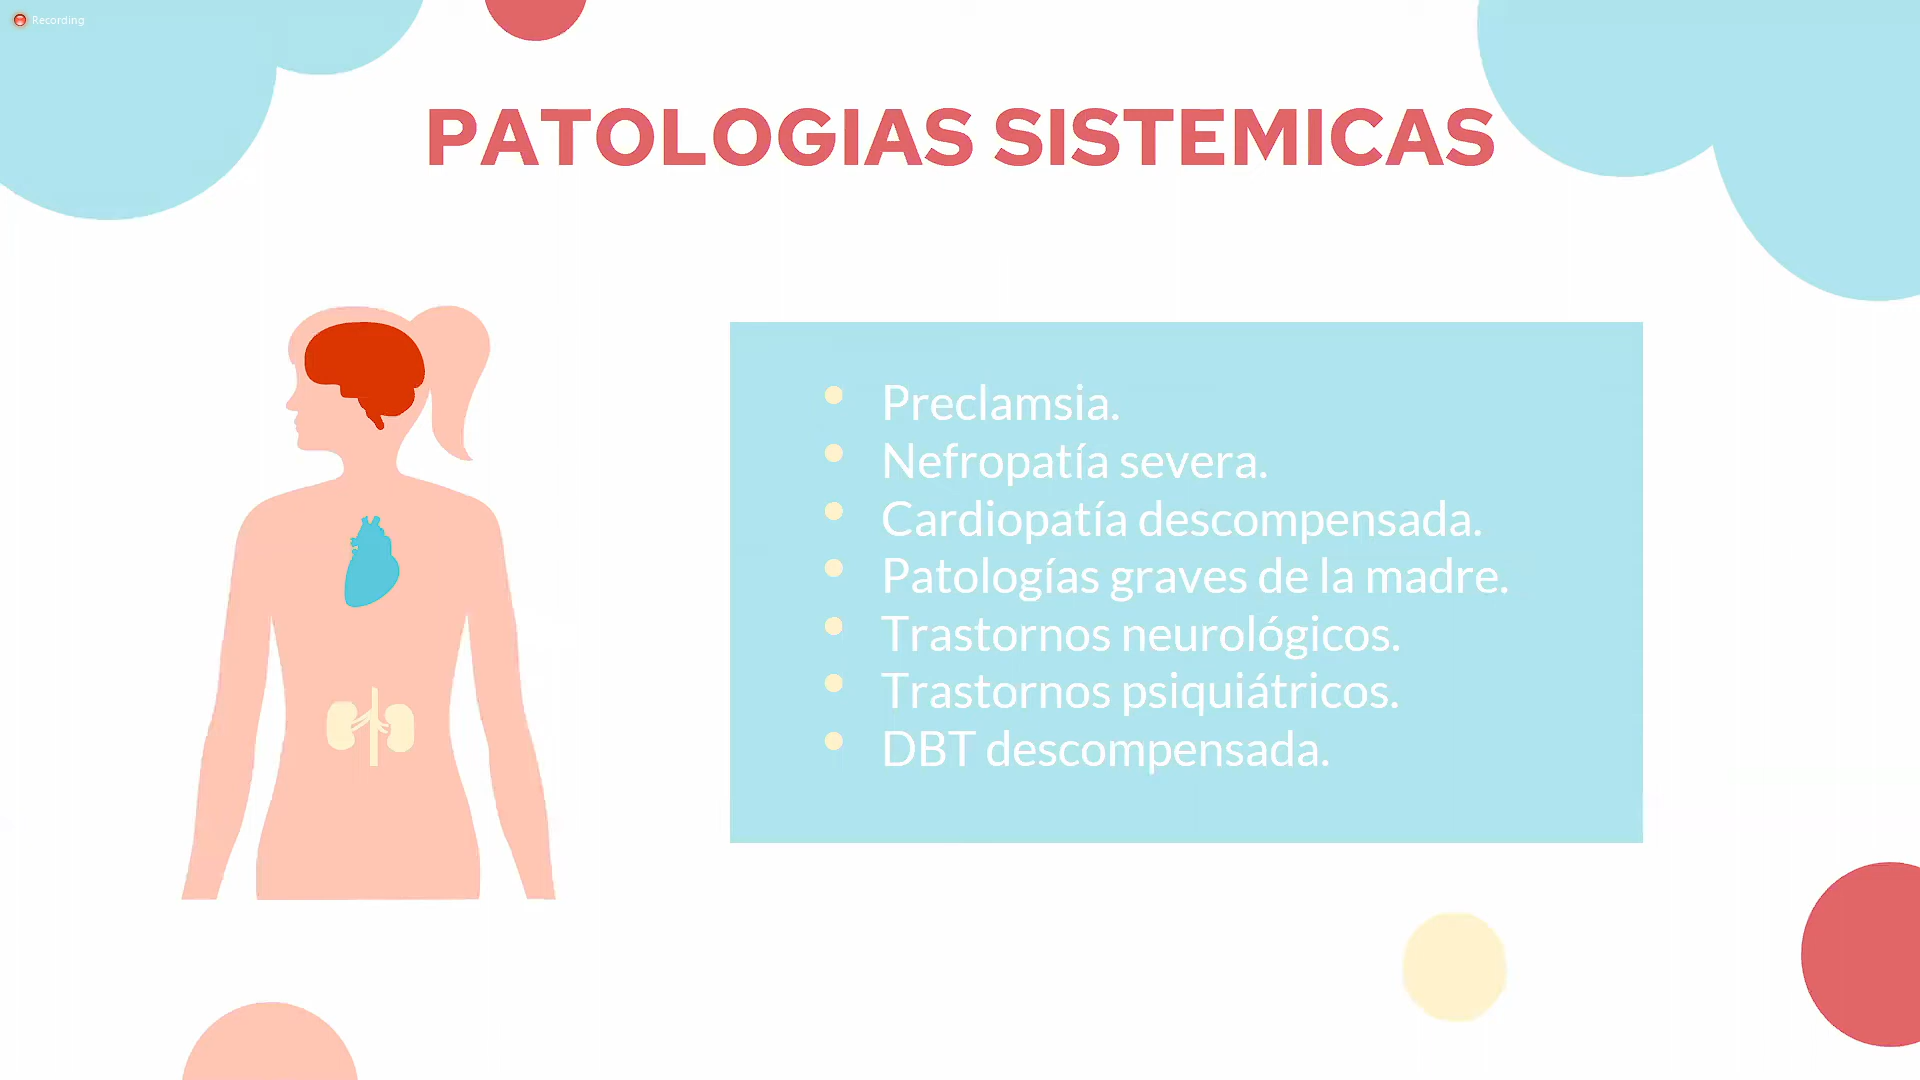 Recording
PATOLOGIAS SISTEMICAS
Preclamsia.
Nefropatía severa.
Cardiopatía descompensada.
Patologías graves de la madre.
Trastornos neurológicos.
Trastornos psiquiátricos.
DBT descompensada.